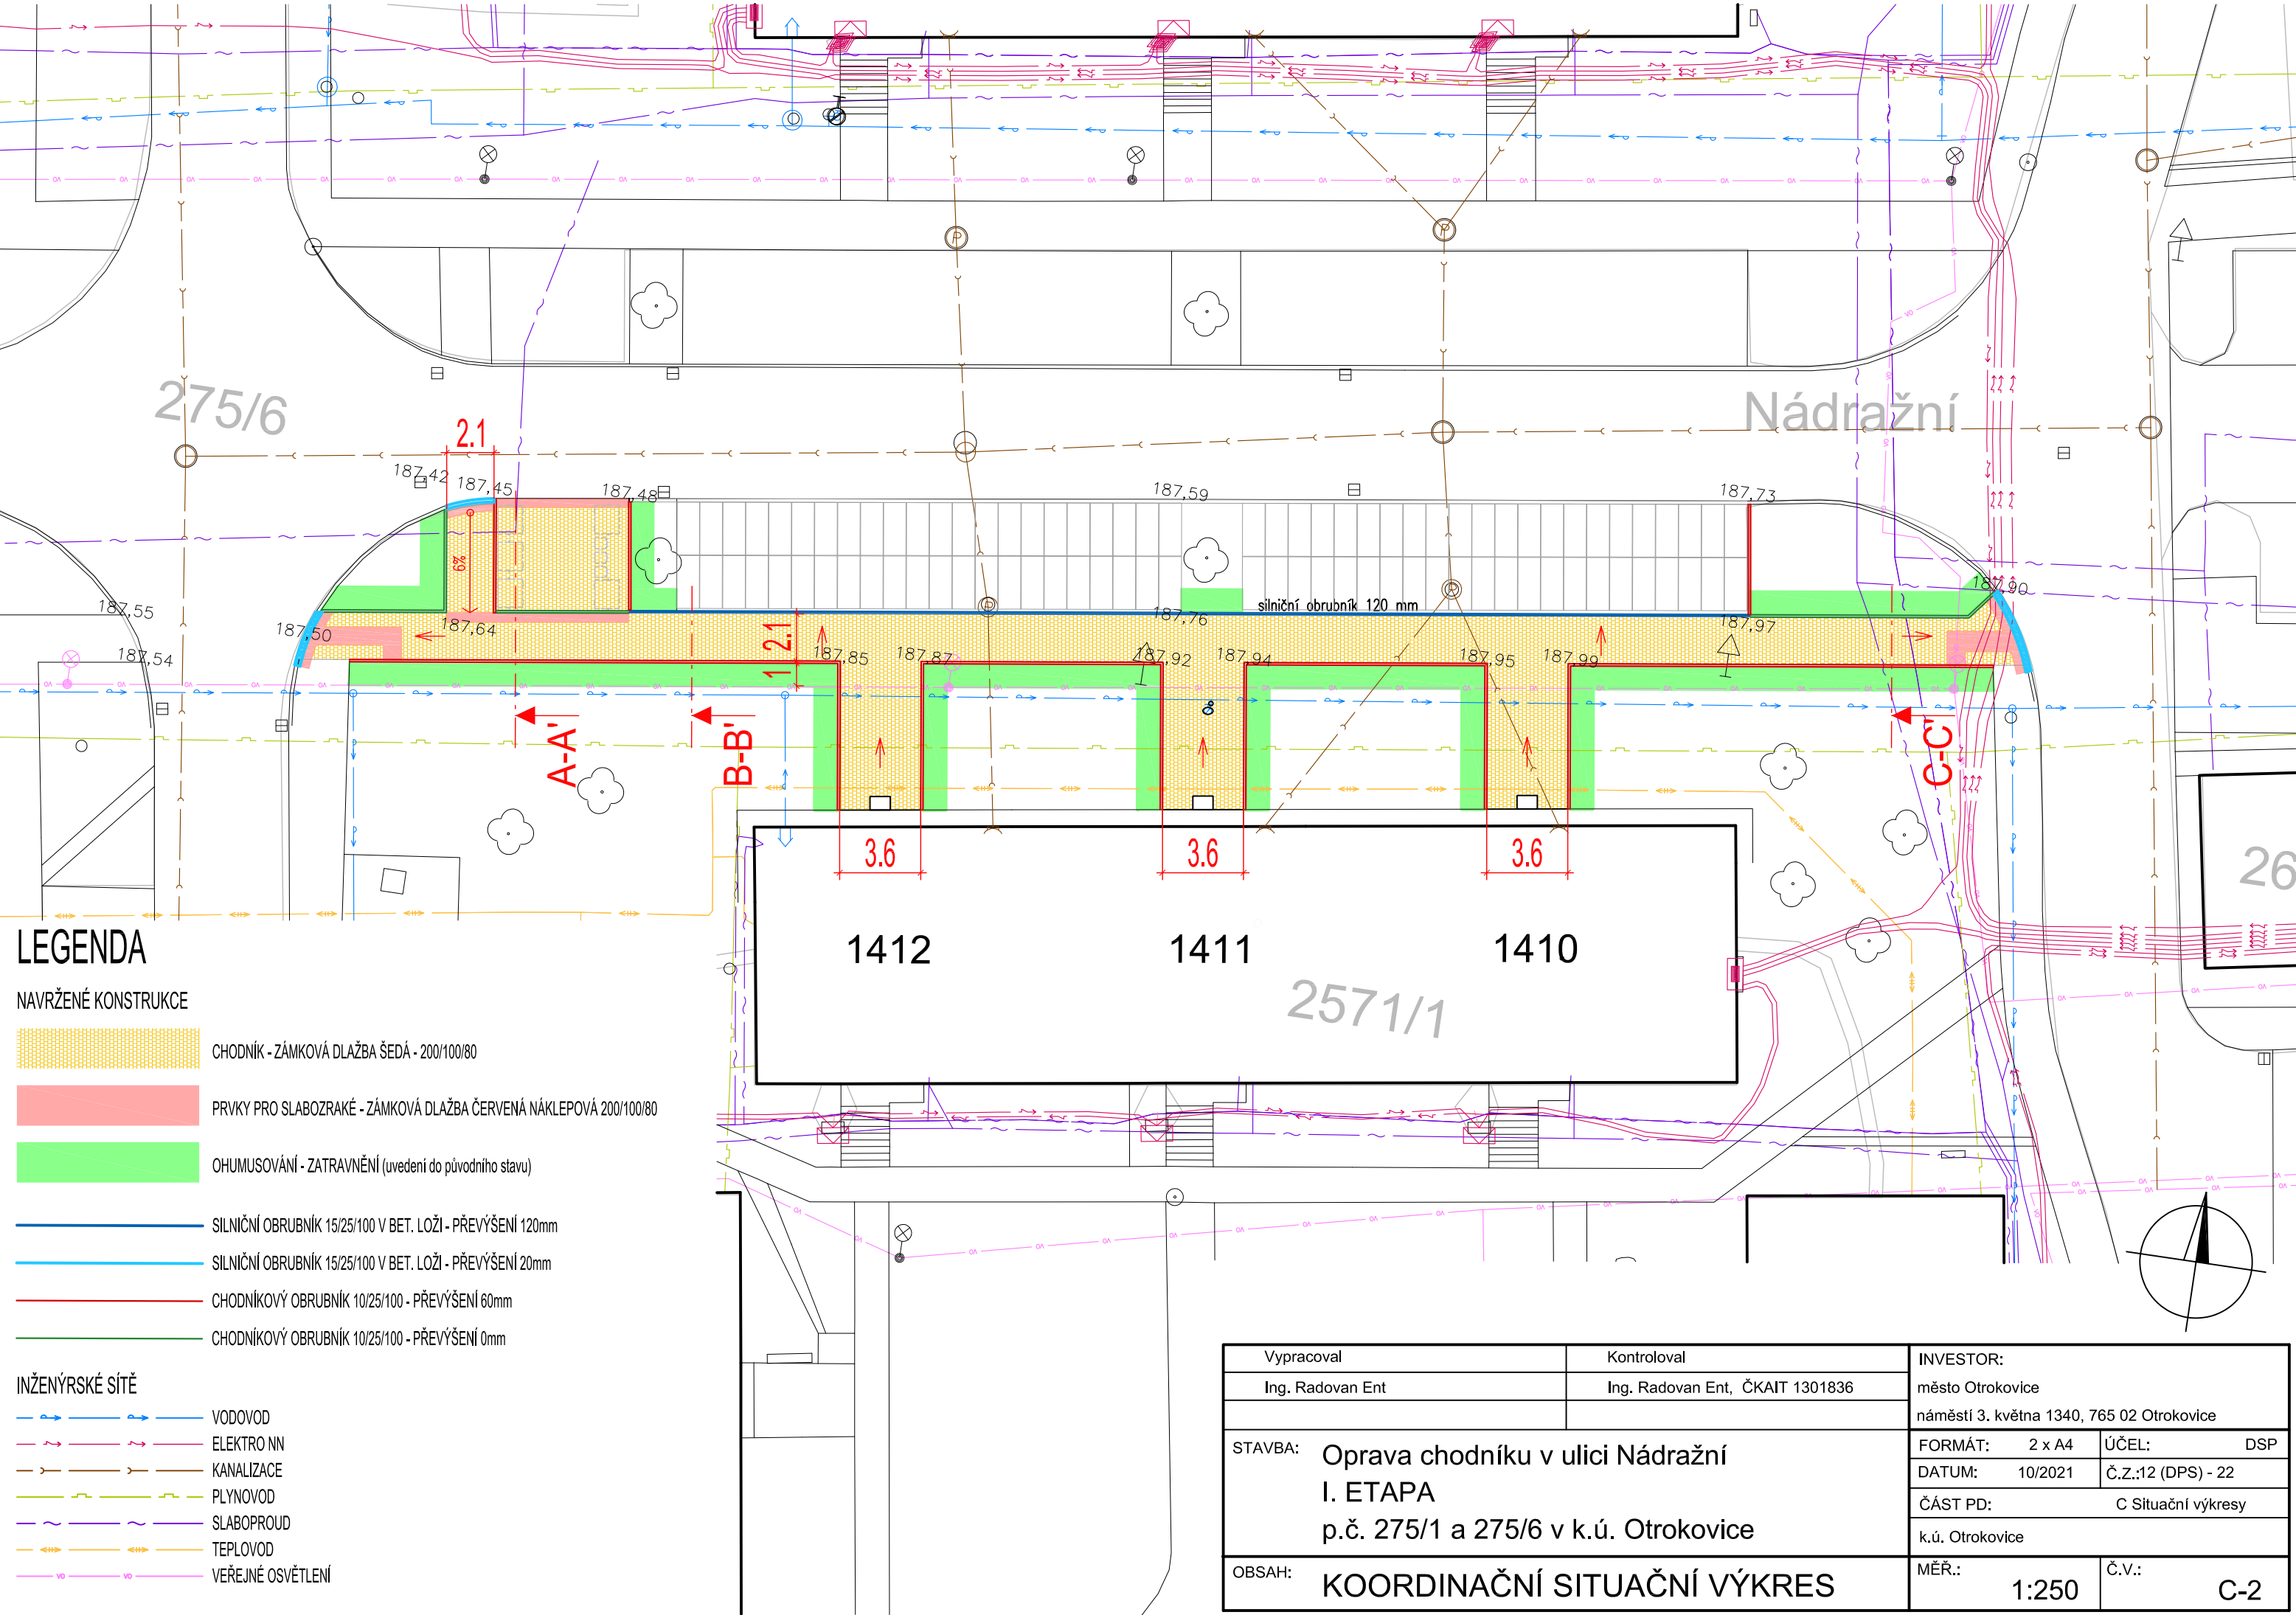 275/6
Nádražní
2.1
187,42
187,45
187,48
187,59
187,73
6%
187,55
187,50
187,64
silniční obrubník 120 mm
187,76
187,97
187,90
187,54
2.1
1
187,85
187,87
187,92
187,94
187,95
187,99
A-A'
B-B'
C-C'
3.6
3.6
3.6
26
1412
1411
1410
2571/1
LEGENDA
NAVRŽENÉ KONSTRUKCE
CHODNÍK - ZÁMKOVÁ DLAŽBA ŠEDÁ - 200/100/80
PRVKY PRO SLABOZRAKÉ - ZÁMKOVÁ DLAŽBA ČERVENÁ NÁKLEPOVÁ 200/100/80
OHUMUSOVÁNÍ - ZATRAVNĚNÍ (uvedení do původního stavu)
SILNIČNÍ OBRUBNÍK 15/25/100 V BET. LOŽI - PŘEVÝŠENÍ 120mm
SILNIČNÍ OBRUBNÍK 15/25/100 V BET. LOŽI - PŘEVÝŠENÍ 20mm
CHODNÍKOVÝ OBRUBNÍK 10/25/100 - PŘEVÝŠENÍ 60mm
CHODNÍKOVÝ OBRUBNÍK 10/25/100 - PŘEVÝŠENÍ 0mm
INŽENÝRSKÉ SÍTĚ
VODOVOD
ELEKTRO NN
KANALIZACE
PLYNOVOD
SLABOPROUD
TEPLOVOD
VEŘEJNÉ OSVĚTLENÍ
Vypracoval
Kontroloval
Ing. Radovan Ent
Ing. Radovan Ent, ČKAIT 1301836
INVESTOR:
město Otrokovice
náměstí 3. května 1340, 765 02 Otrokovice
STAVBA: Oprava chodníku v ulici Nádražní
I. ETAPA
p.č. 275/1 a 275/6 v k.ú. Otrokovice
FORMÁT: 2 x A4
ÚČEL: DSP
DATUM: 10/2021
Č.Z.:12 (DPS) - 22
ČÁST PD: C Situační výkresy
k.ú. Otrokovice
OBSAH: KOORDINAČNÍ SITUAČNÍ VÝKRES
MĚŘ.: 1:250
Č.V.: C-2